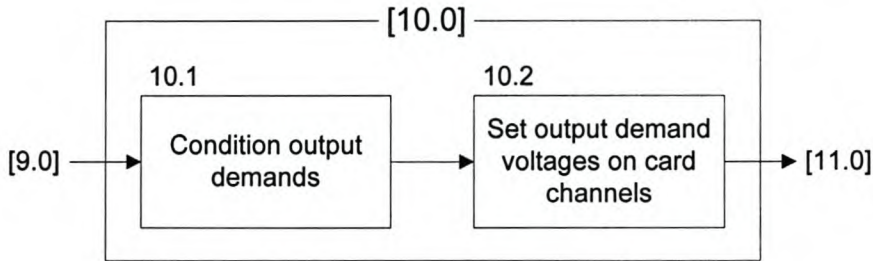 [10.0]
10.1
10.2
[9.0]
Condition output
demands
Set output demand
voltages on card
channels
[11.0]